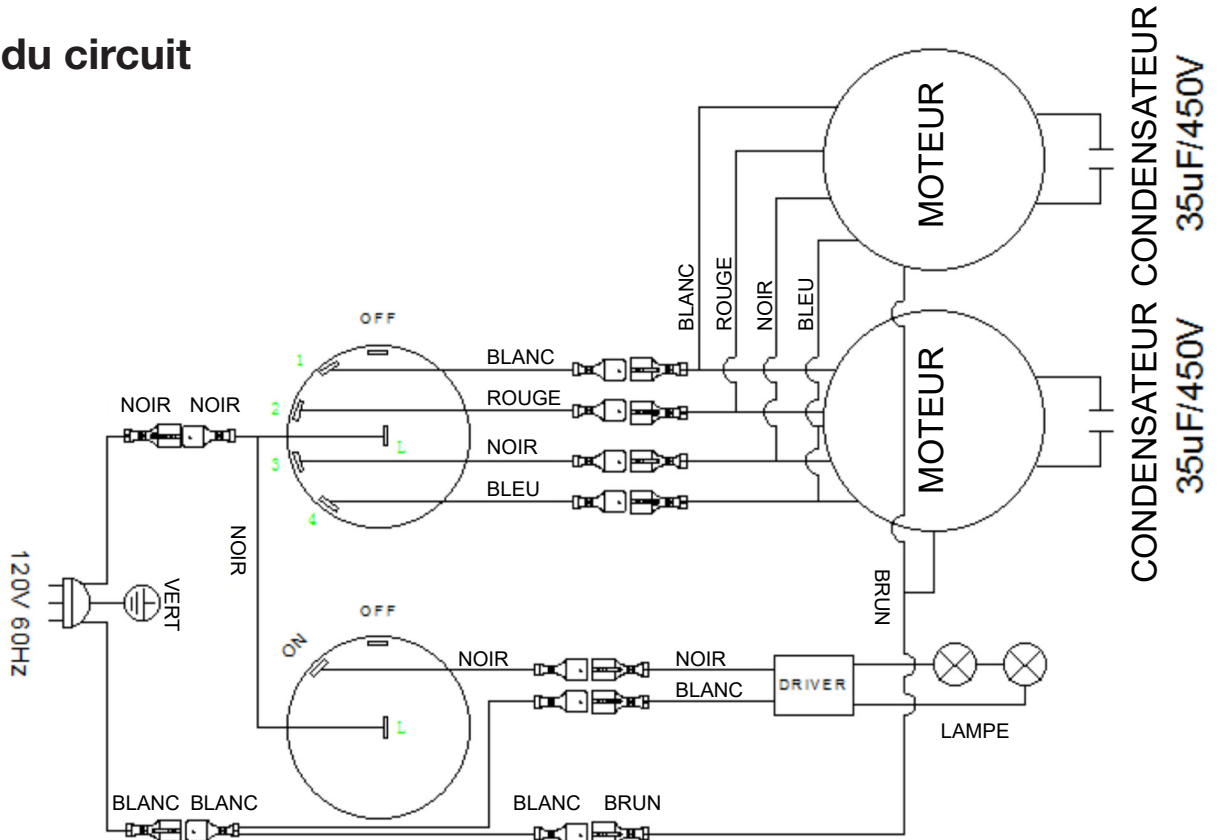 du circuit
MOTEUR
CONDENSATEUR
35uF/450V
BLANC
ROUGE
NOIR
BLEU
OFF
1
2
3
4
L
BLANC
ROUGE
NOIR
BLEU
NOIR NOIR
MOTEUR
CONDENSATEUR
35uF/450V
NOIR
120V 60Hz
VERT
BRUN
OFF
ON
L
NOIR
NOIR
BLANC
DRIVER
LAMPE
BLANC BLANC
BLANC BRUN